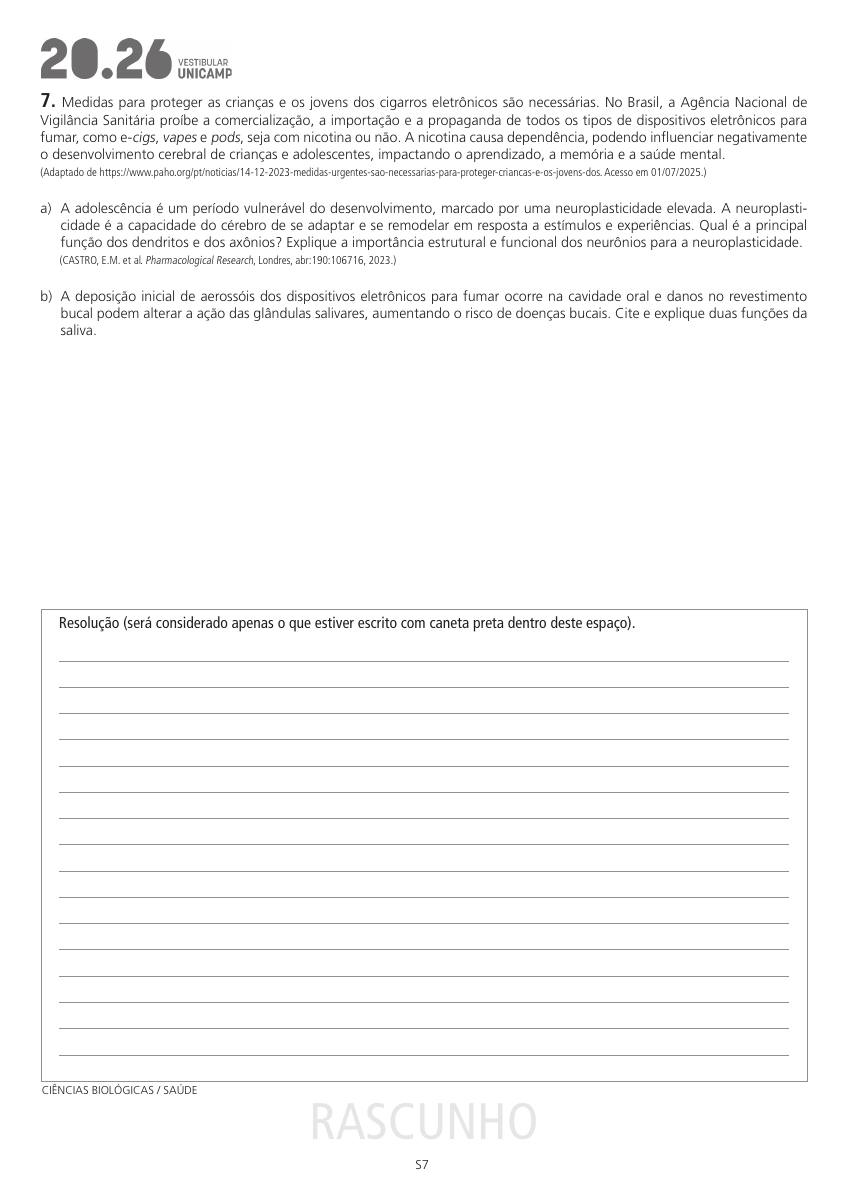 20.26 VESTIBULAR
UNICAMP
7. Medidas para proteger as crianças e os jovens dos cigarros eletrônicos são necessárias. No Brasil, a Agência Nacional de
Vigilância Sanitária proíbe a comercialização, a importação e a propaganda de todos os tipos de dispositivos eletrônicos para
fumar, como e-cigs, vapes e pods, seja com nicotina ou não. A nicotina causa dependência, podendo influenciar negativamente
o desenvolvimento cerebral de crianças e adolescentes, impactando o aprendizado, a memória e a saúde mental.
(Adaptado de https://www.paho.org/pt/noticias/14-12-2023-medidas-urgentes-sao-necessarias-para-proteger-criancas-e-os-jovens-dos. Acesso em 01/07/2025.)
a) A adolescência é um período vulnerável do desenvolvimento, marcado por uma neuroplasticidade elevada. A neuroplasti-
cidade é a capacidade do cérebro de se adaptar e se remodelar em resposta a estímulos e experiências. Qual é a principal
função dos dendritos e dos axônios? Explique a importância estrutural e funcional dos neurônios para a neuroplasticidade.
(CASTRO, E.M. et al. Pharmacological Research, Londres, abr:190:106716, 2023.)
b) A deposição inicial de aerossóis dos dispositivos eletrônicos para fumar ocorre na cavidade oral e danos no revestimento
bucal podem alterar a ação das glândulas salivares, aumentando o risco de doenças bucais. Cite e explique duas funções da
saliva.
Resolução (será considerado apenas o que estiver escrito com caneta preta dentro deste espaço).
CIÊNCIAS BIOLÓGICAS / SAÚDE
RASCUNHO
S7